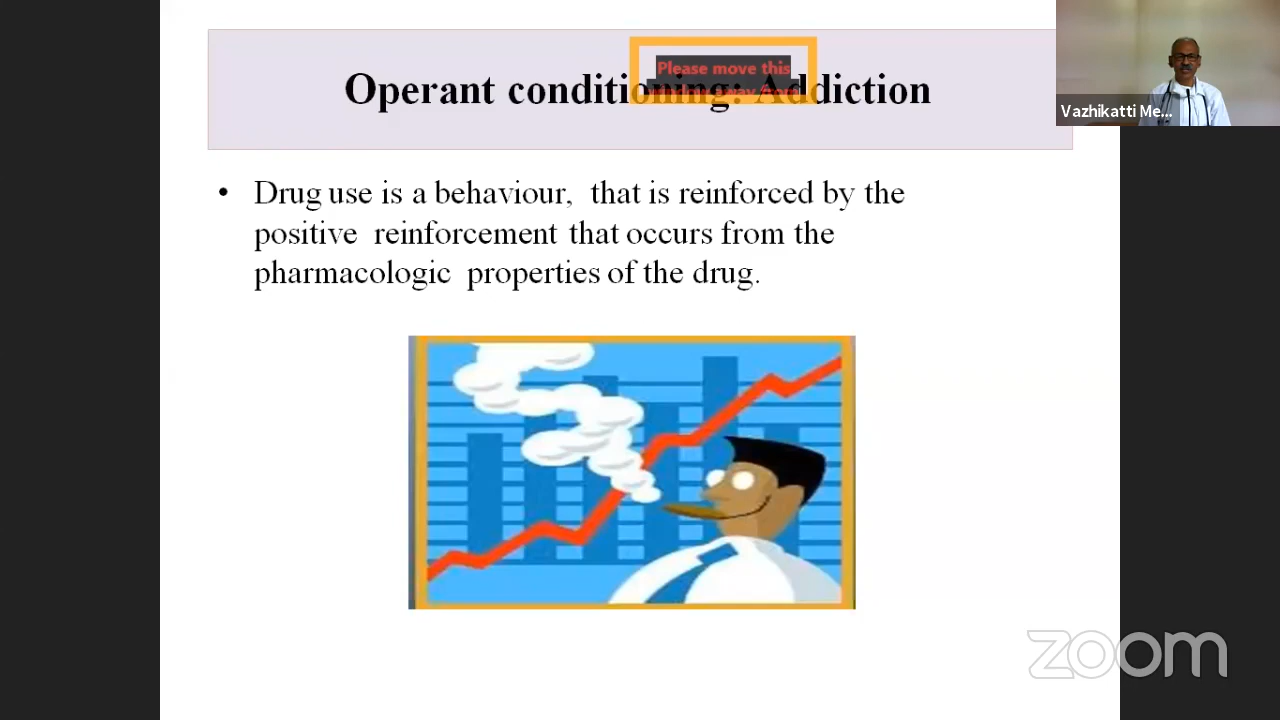 Please move this
Operant conditioning: Addiction
Vazhikatti Me...
• Drug use is a behaviour, that is reinforced by the
positive reinforcement that occurs from the
pharmacologic properties of the drug.
zoom